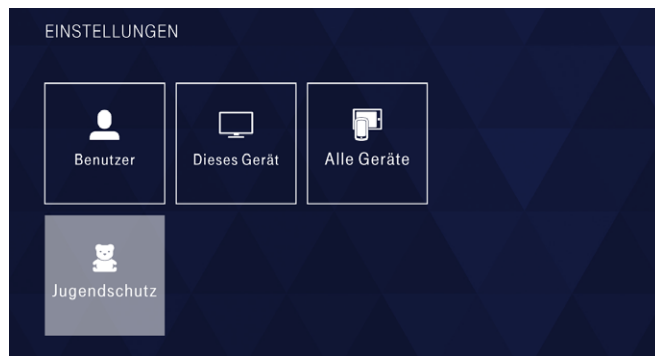 EINSTELLUNGEN
Benutzer
Dieses Gerät
Alle Geräte
Jugendschutz